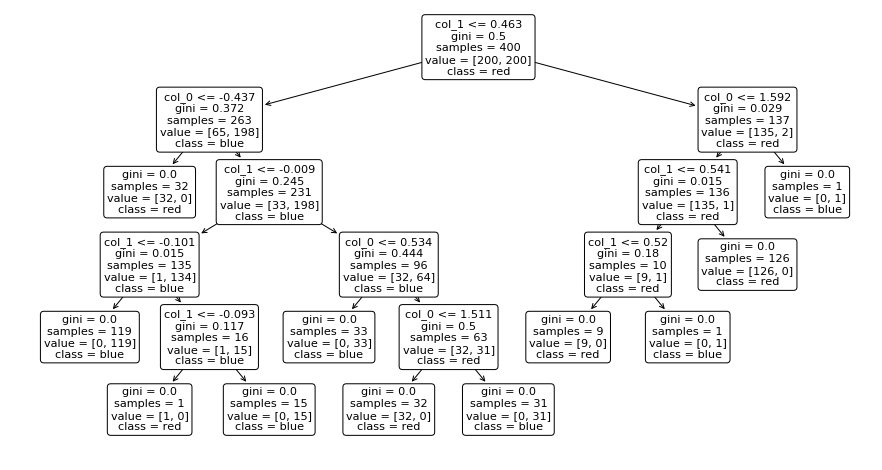 col_1 <= 0.463
gini = 0.5
samples = 400
value = [200, 200]
class = red
col_0 <= -0.437
gini = 0.372
samples = 263
value = [65, 198]
class = blue
col_0 <= 1.592
gini = 0.029
samples = 137
value = [135, 2]
class = red
gini = 0.0
samples = 32
value = [32, 0]
class = red
col_1 <= -0.009
gini = 0.245
samples = 231
value = [33, 198]
class = blue
col_1 <= 0.541
gini = 0.015
samples = 136
value = [135, 1]
class = red
gini = 0.0
samples = 1
value = [0, 1]
class = blue
col_1 <= -0.101
gini = 0.015
samples = 135
value = [1, 134]
class = blue
col_0 <= 0.534
gini = 0.444
samples = 96
value = [32, 64]
class = blue
col_1 <= 0.52
gini = 0.18
samples = 10
value = [9, 1]
class = red
gini = 0.0
samples = 126
value = [126, 0]
class = red
gini = 0.0
samples = 119
value = [0, 119]
class = blue
col_1 <= -0.093
gini = 0.117
samples = 16
value = [1, 15]
class = blue
gini = 0.0
samples = 33
value = [0, 33]
class = blue
col_0 <= 1.511
gini = 0.5
samples = 63
value = [32, 31]
class = red
gini = 0.0
samples = 9
value = [9, 0]
class = red
gini = 0.0
samples = 1
value = [0, 1]
class = blue
gini = 0.0
samples = 1
value = [1, 0]
class = red
gini = 0.0
samples = 15
value = [0, 15]
class = blue
gini = 0.0
samples = 32
value = [32, 0]
class = red
gini = 0.0
samples = 31
value = [0, 31]
class = blue